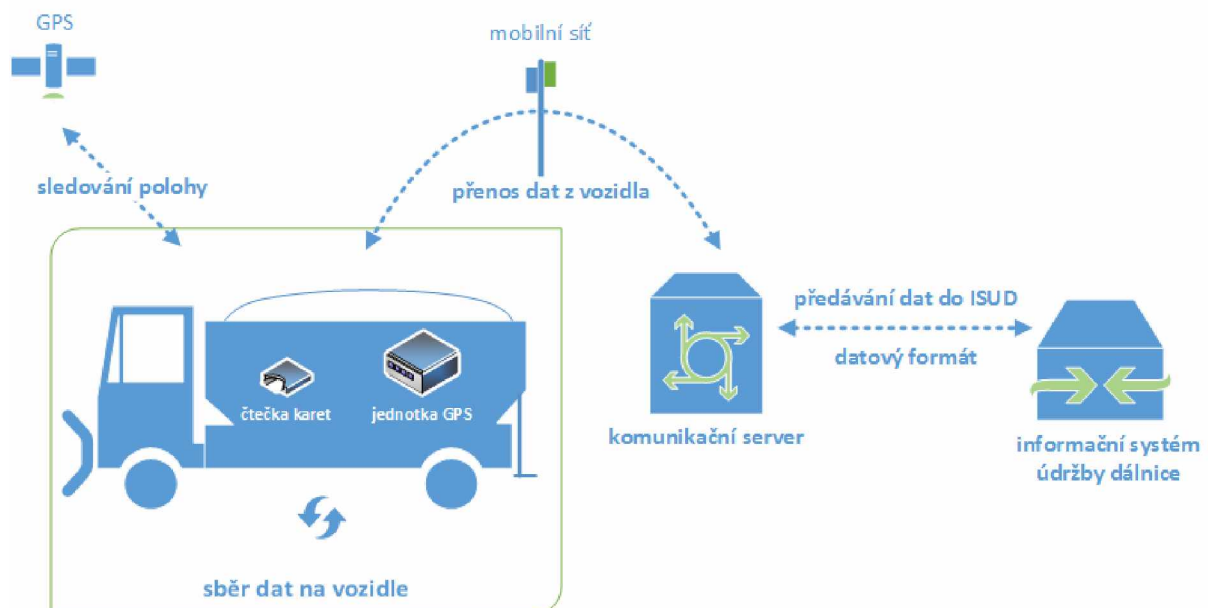 GPS
mobilní síť
sledování polohy
přenos dat z vozidla
čtečka karet
jednotka GPS
sběr dat na vozidle
komunikační server
předávání dat do ISUD
datový formát
informační systém
údržby dálnice